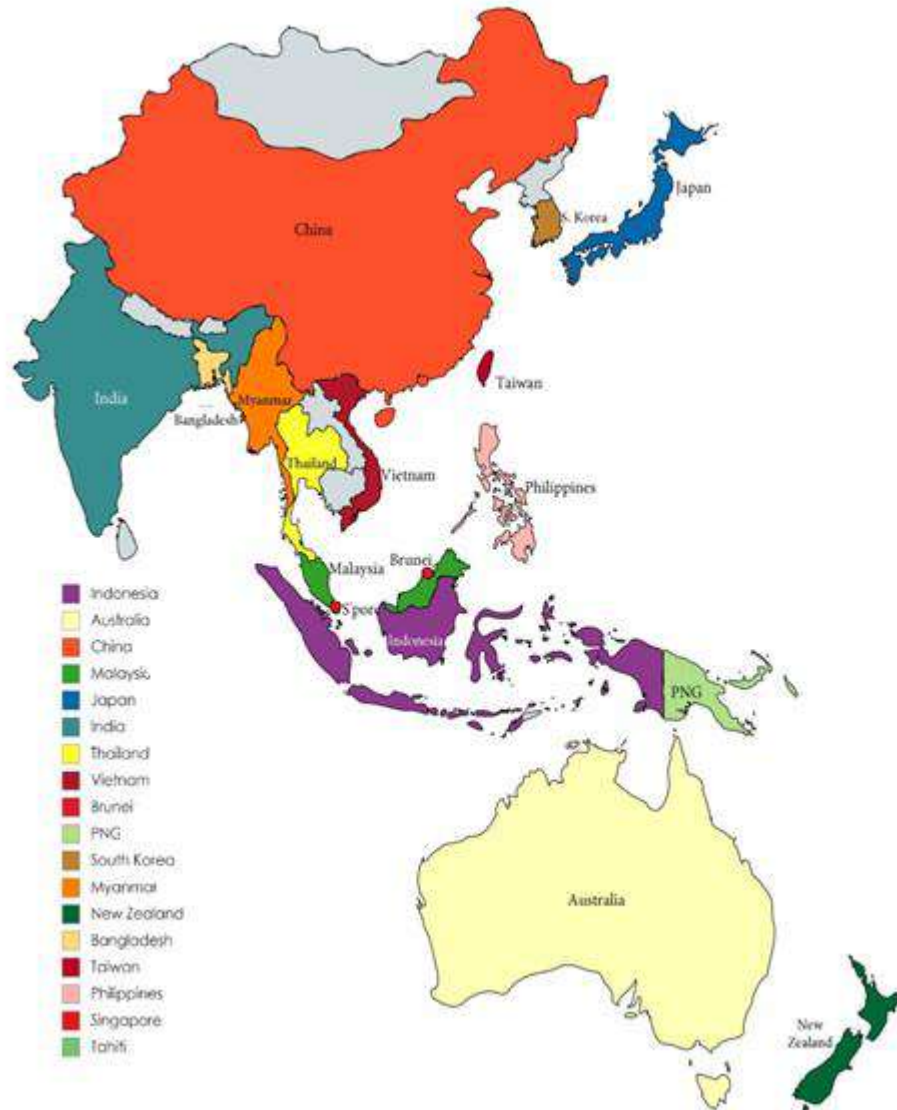 Japan
S. Korea
China
Taiwan
India
Myanmar
Bangladesh
Thailand
Vietnam
Philippines
Brunei
Malaysia
S'pore
Indonesia
PNG
Australia
New
Zealand
Indonesia
Australia
China
Malaysia
Japan
India
Thailand
Vietnam
Brunei
PNG
South Korea
Myanmar
New Zealand
Bangladesh
Taiwan
Philippines
Singapore
Tahiti